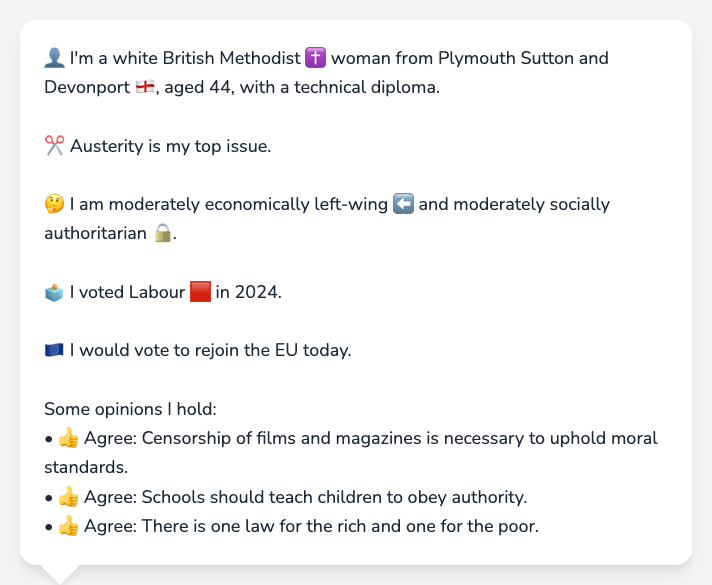 👤 I'm a white British Methodist ✝️ woman from Plymouth Sutton and
Devonport 🏴󠁧󠁢󠁥󠁮󠁧󠁿, aged 44, with a technical diploma.
✂️ Austerity is my top issue.
🤔 I am moderately economically left-wing ⬅️ and moderately socially
authoritarian 🔒.
🗳️ I voted Labour 🟥 in 2024.
🇪🇺 I would vote to rejoin the EU today.
Some opinions I hold:
• 👍 Agree: Censorship of films and magazines is necessary to uphold moral
standards.
• 👍 Agree: Schools should teach children to obey authority.
• 👍 Agree: There is one law for the rich and one for the poor.